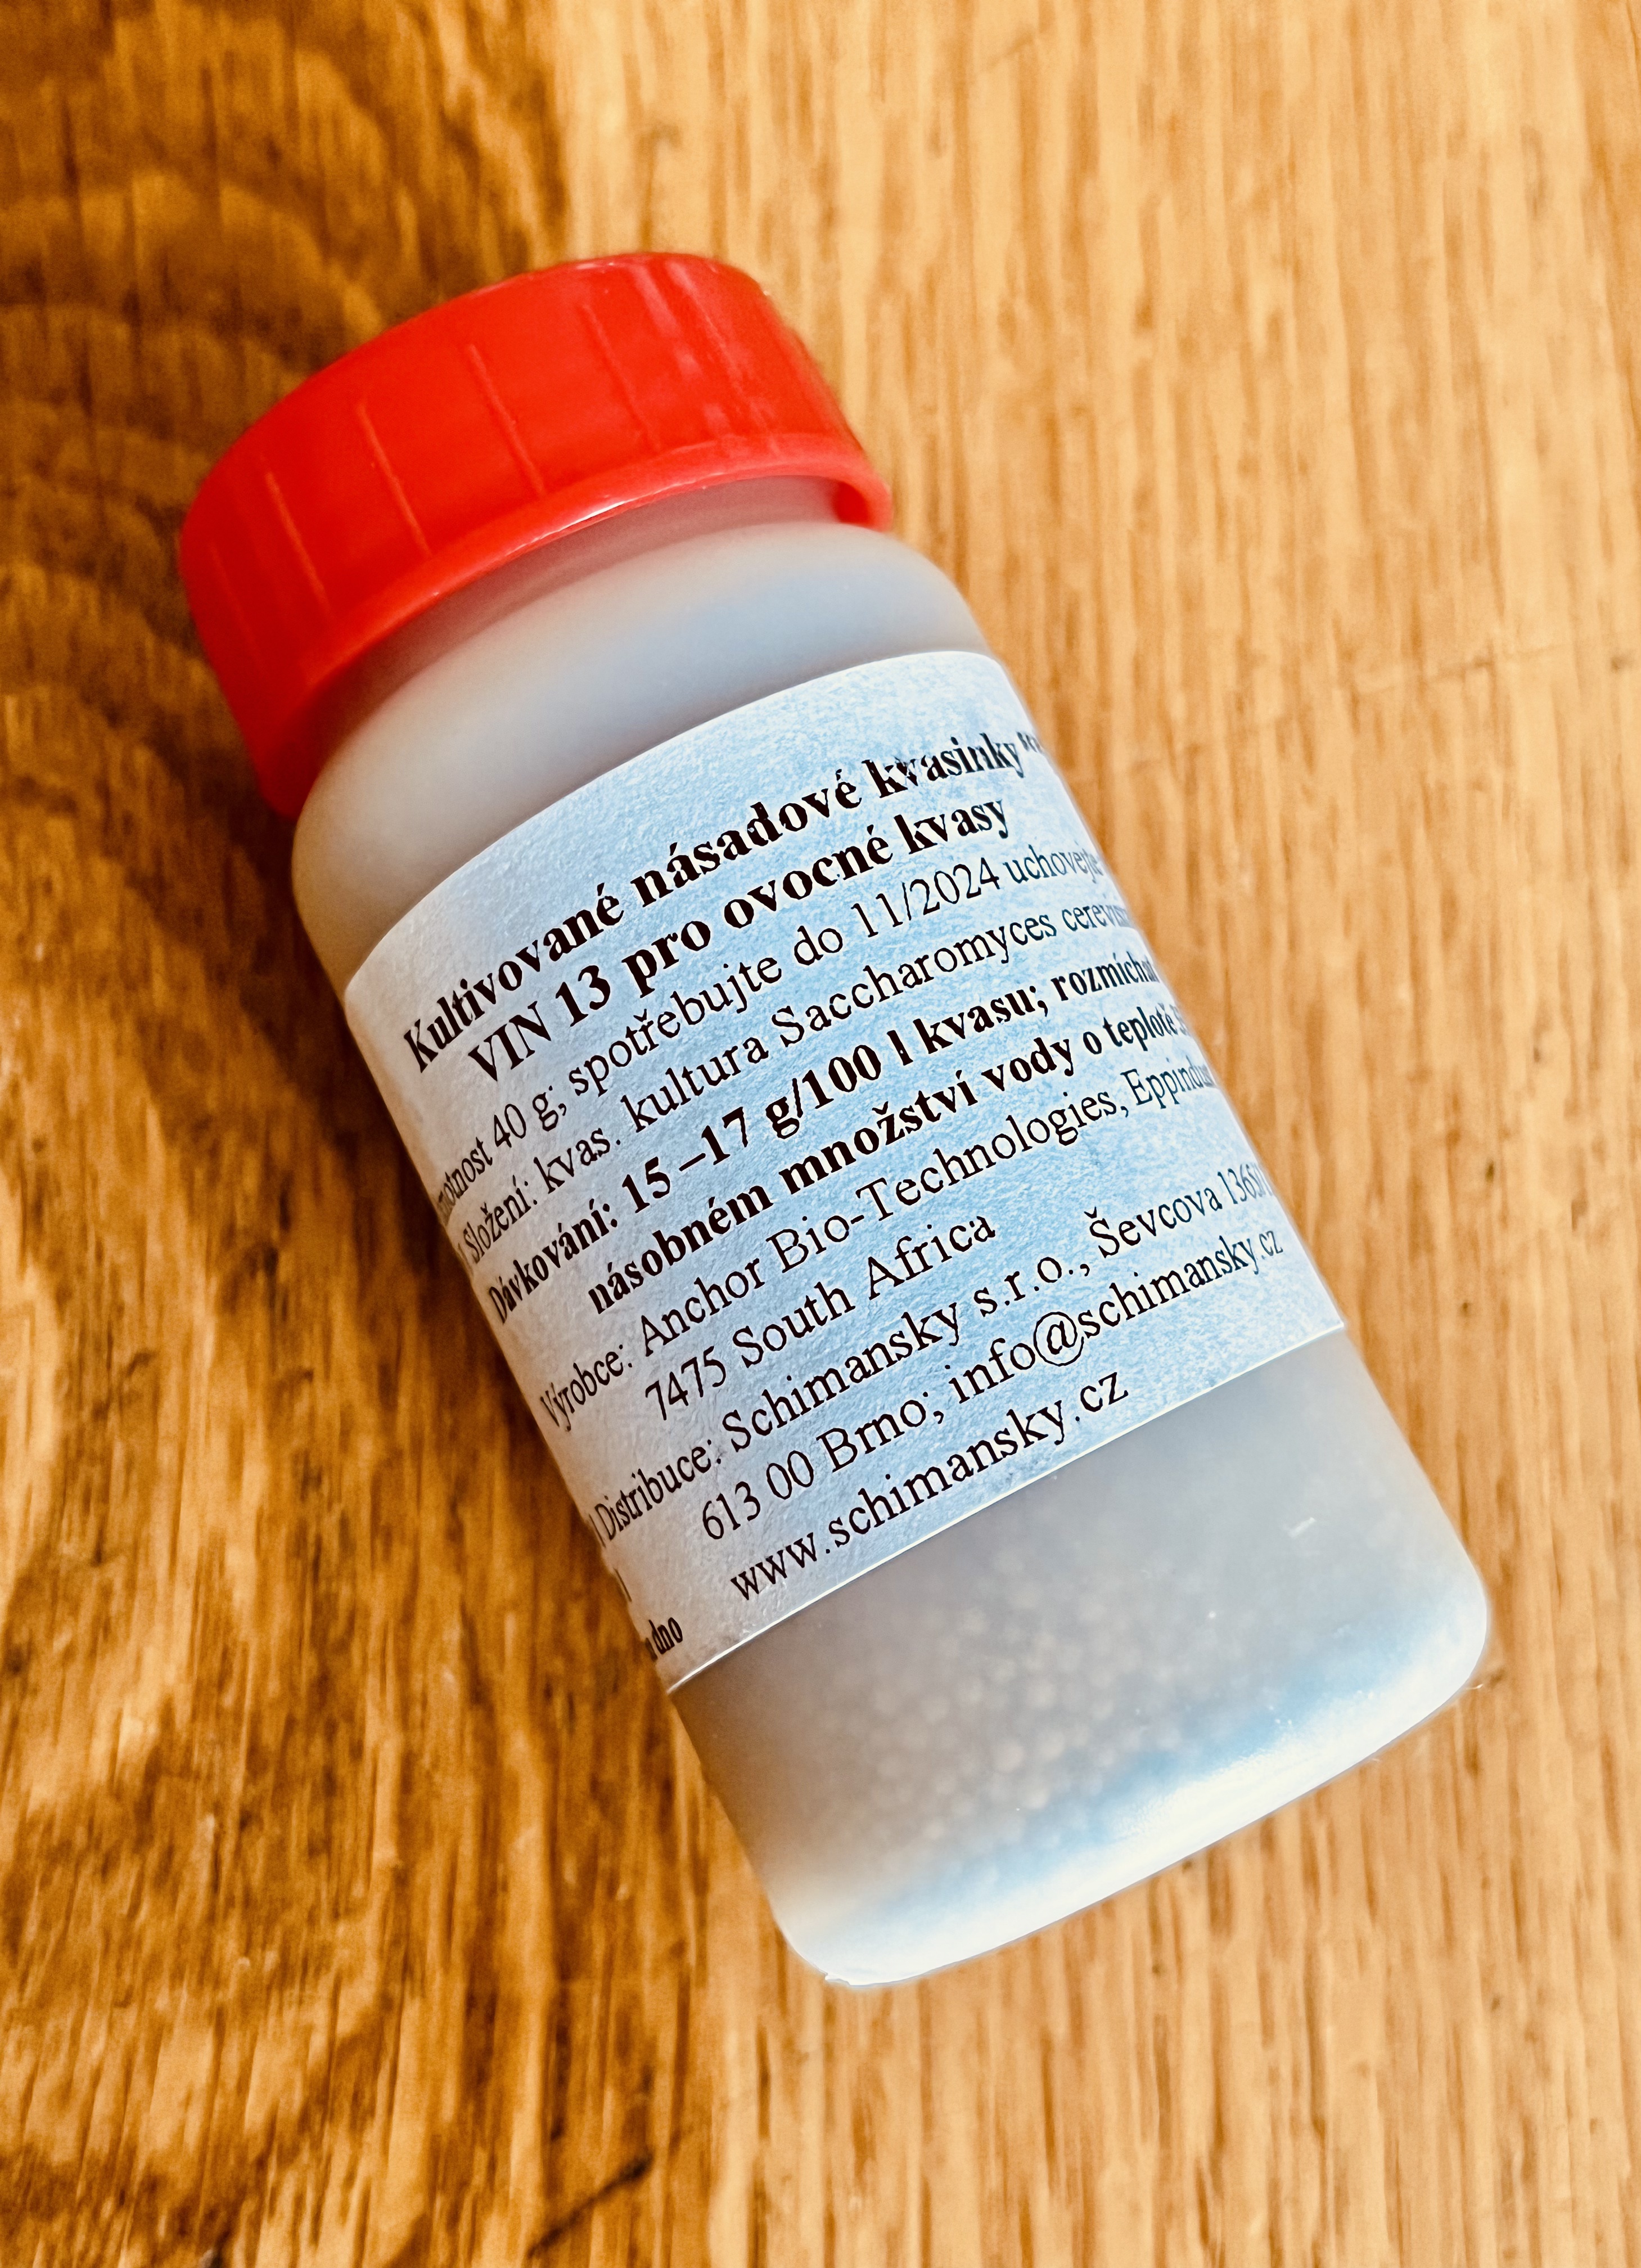 Kultivované násadové kvasinky
VIN 13 pro ovocné kvasy
40 g; spotřebujte do 11/2024 uchovejte
Složení: kvas. kultura Saccharomyces
Dávkování: 15 –17 g/100 l kvasu;
násobném množství vody o teplotě
Výrobce: Anchor Bio-Technologies,
7475 South Africa
Distribuce: Schimansky s.r.o., Ševcova
613 00 Brno; info@schimansky.cz
www.schimansky.cz
dno